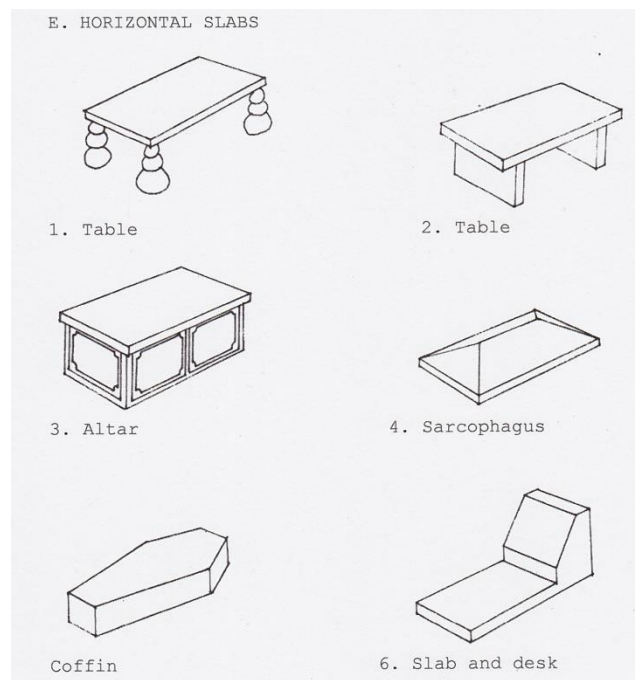 E. HORIZONTAL SLABS
1. Table
2. Table
3. Altar
4. Sarcophagus
Coffin
6. Slab and desk